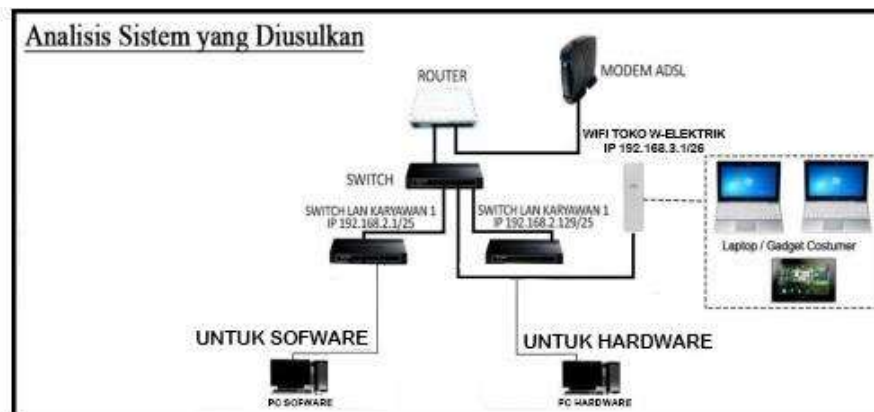 Analisis Sistem yang Diusulkan
ROUTER
MODEM ADSL
WIFI TOKO W-ELEKTRIK
IP 192.168.3.1/26
SWITCH
SWITCH LAN KARYAWAN 1
IP 192.168.2.1/25
SWITCH LAN KARYAWAN 1
IP 192.168.2.129/25
Laptop / Gadget Costumer
UNTUK SOFWARE
UNTUK HARDWARE
PC SOFWARE
PC HARDWARE